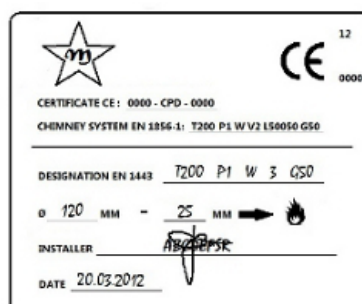 m
12
CE
0000
CERTIFICATE CE: 0000 - CPD - 0000
CHIMNEY SYSTEM EN 1856-1: T200 P1 W V2 L50050 G50
DESIGNATION EN 1443 T200 P1 W 3 G50
ø 120 MM - 25 MM
INSTALLER
DATE 20.03.2012